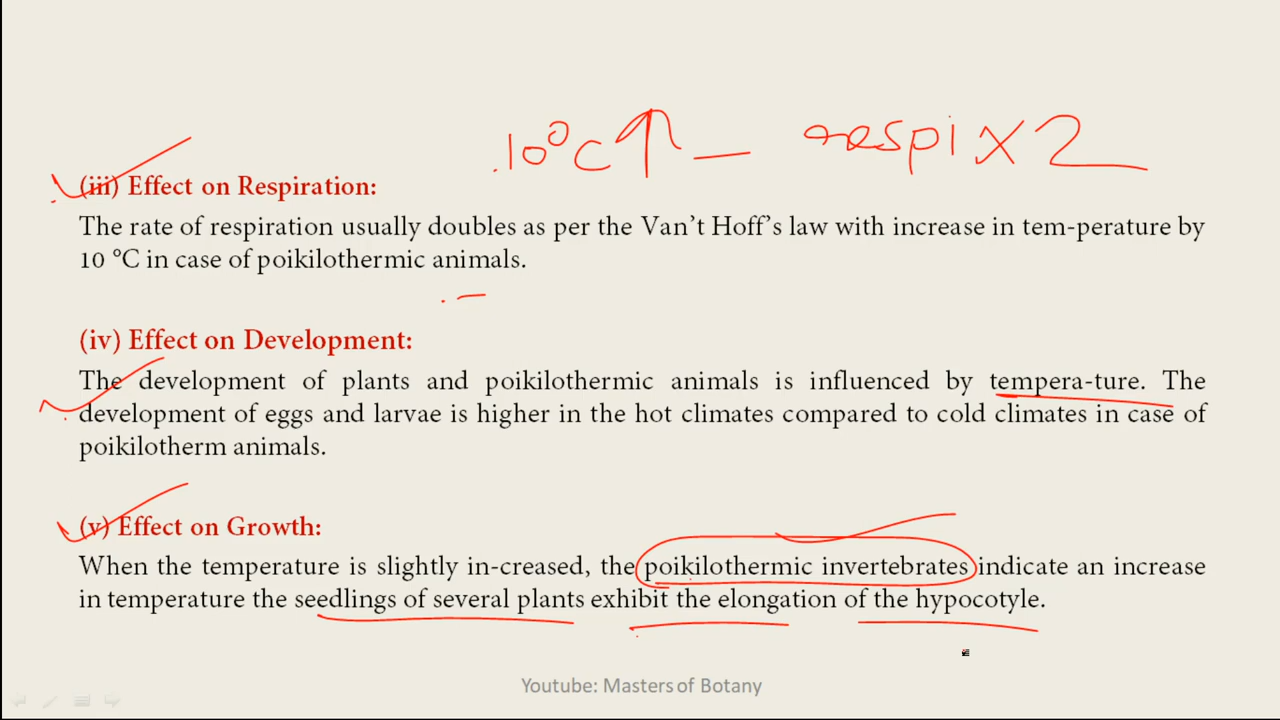 10°C ↑ — respi × 2
(iii) Effect on Respiration:
The rate of respiration usually doubles as per the Van't Hoff's law with increase in tem-perature by
10 °C in case of poikilothermic animals.
(iv) Effect on Development:
The development of plants and poikilothermic animals is influenced by tempera-ture. The
development of eggs and larvae is higher in the hot climates compared to cold climates in case of
poikilotherm animals.
(v) Effect on Growth:
When the temperature is slightly in-creased, the poikilothermic invertebrates indicate an increase
in temperature the seedlings of several plants exhibit the elongation of the hypocotyle.
Youtube: Masters of Botany